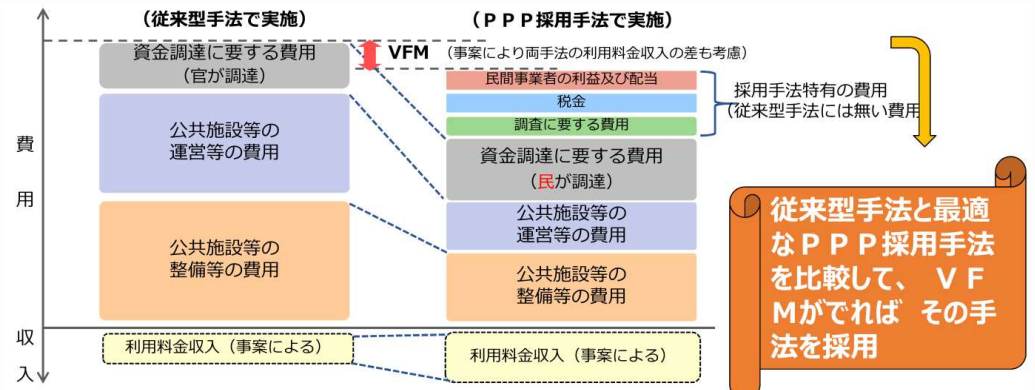 （従来型手法で実施）
（ＰＰＰ採用手法で実施）
費用
収入
資金調達に要する費用
（官が調達）
公共施設等の
運営等の費用
公共施設等の
整備等の費用
利用料金収入（事案による）
VFM
（事案により両手法の利用料金収入の差も考慮）
民間事業者の利益及び配当
税金
調査に要する費用
資金調達に要する費用
（民が調達）
公共施設等の
運営等の費用
公共施設等の
整備等の費用
利用料金収入（事案による）
採用手法特有の費用
（従来型手法には無い費用
従来型手法と最適
なＰＰＰ採用手法
を比較して、 ＶＦ
Ｍがでれば その手
法を採用